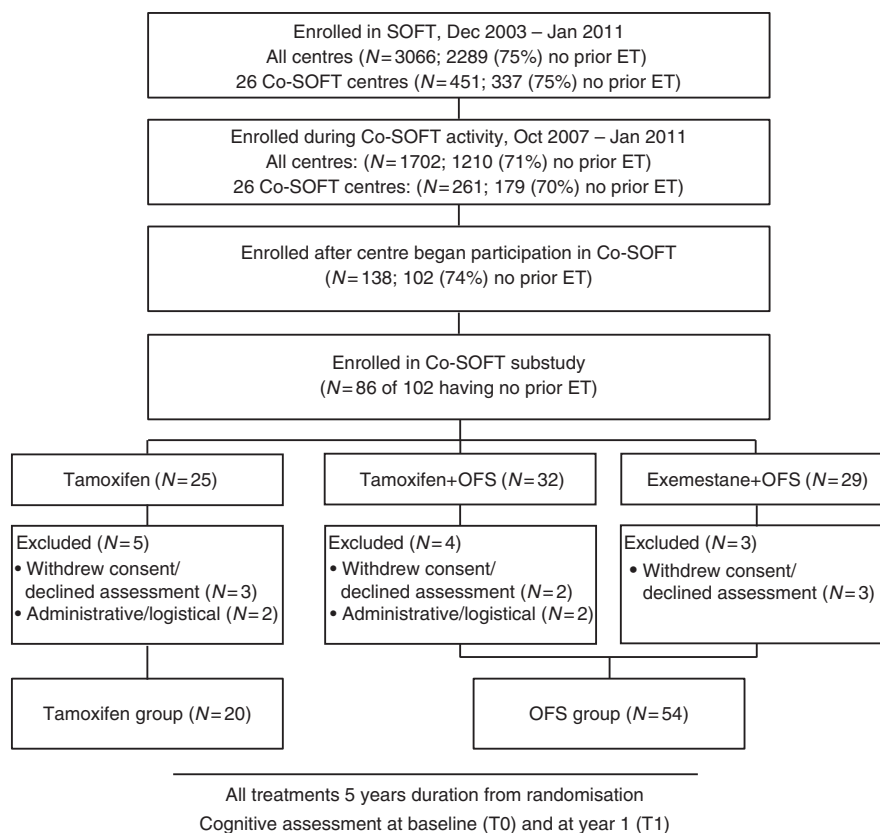 Enrolled in SOFT, Dec 2003 – Jan 2011
All centres (N=3066; 2289 (75%) no prior ET)
26 Co-SOFT centres (N=451; 337 (75%) no prior ET)
Enrolled during Co-SOFT activity, Oct 2007 – Jan 2011
All centres: (N=1702; 1210 (71%) no prior ET)
26 Co-SOFT centres: (N=261; 179 (70%) no prior ET)
Enrolled after centre began participation in Co-SOFT
(N=138; 102 (74%) no prior ET)
Enrolled in Co-SOFT substudy
(N=86 of 102 having no prior ET)
Tamoxifen (N=25)
Tamoxifen+OFS (N=32)
Exemestane+OFS (N=29)
Excluded (N=5)
• Withdrew consent/
declined assessment (N=3)
• Administrative/logistical (N=2)
Excluded (N=4)
• Withdrew consent/
declined assessment (N=2)
• Administrative/logistical (N=2)
Excluded (N=3)
• Withdrew consent/
declined assessment (N=3)
Tamoxifen group (N=20)
OFS group (N=54)
All treatments 5 years duration from randomisation
Cognitive assessment at baseline (T0) and at year 1 (T1)